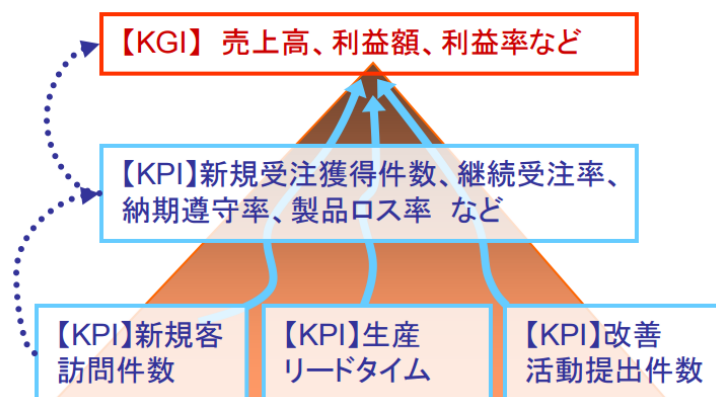 【KGI】 売上高、利益額、利益率など
【KPI】新規受注獲得件数、継続受注率、
納期遵守率、製品ロス率 など
【KPI】新規客
訪問件数
【KPI】生産
リードタイム
【KPI】改善
活動提出件数